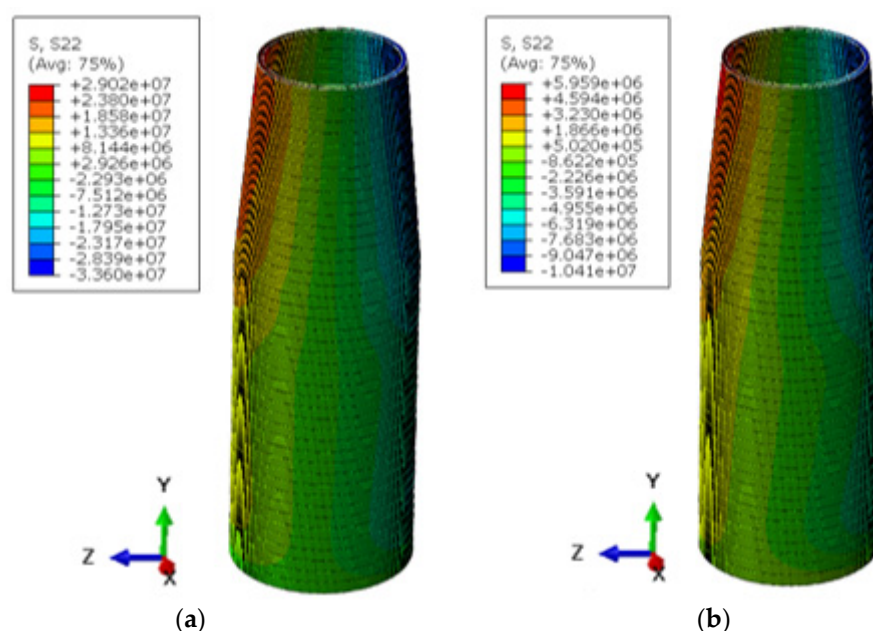 S, S22
(Avg: 75%)
+2.902e+07
+2.380e+07
+1.858e+07
+1.336e+07
+8.144e+06
+2.926e+06
-2.293e+06
-7.512e+06
-1.273e+07
-1.795e+07
-2.317e+07
-2.839e+07
-3.360e+07
Y
Z
X
(a)
S, S22
(Avg: 75%)
+5.959e+06
+4.594e+06
+3.230e+06
+1.866e+06
+5.020e+05
-8.622e+05
-2.226e+06
-3.591e+06
-4.955e+06
-6.319e+06
-7.683e+06
-9.047e+06
-1.041e+07
Y
Z
X
(b)